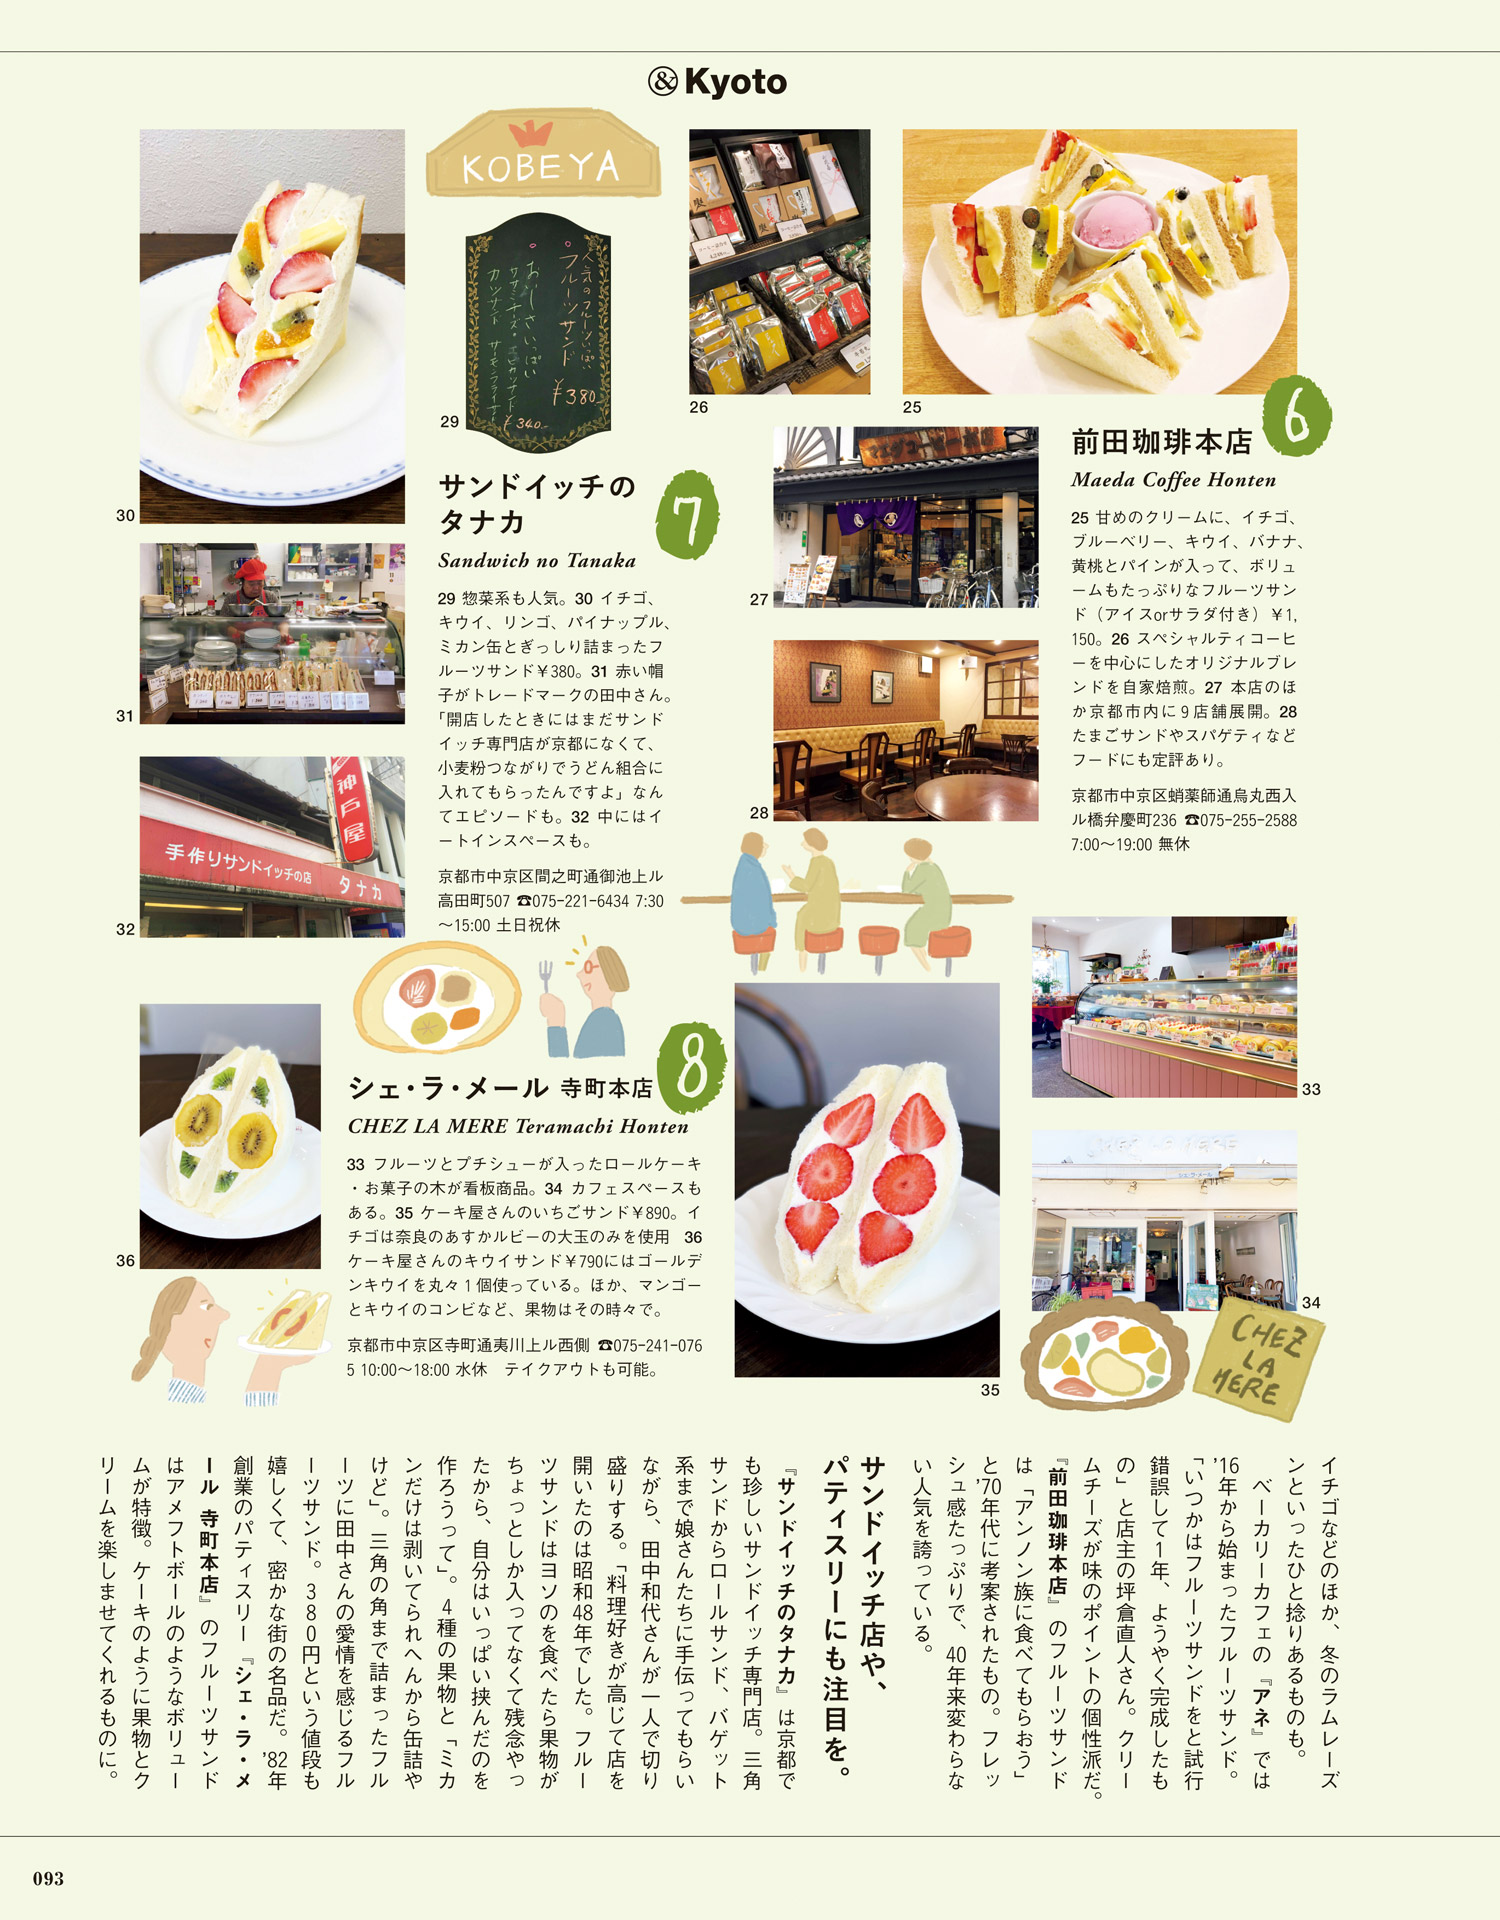 &Kyoto
KOBEYA
人気のフルーツいっぱい
フルーツサンド
¥380-
カツサンド
¥340-
29
26
25
30
サンドイッチの
タナカ
7
Sandwich no Tanaka
29 惣菜系も人気。30 イチゴ、
キウイ、リンゴ、パイナップル、
ミカン缶とぎっしり詰まったフ
ルーツサンド¥380。31 赤い帽
子がトレードマークの田中さん。
「開店したときにはまだサンド
イッチ専門店が京都になくて、
小麦粉つながりでうどん組合に
入れてもらったんですよ」なん
てエピソードも。32 中にはイ
ートインスペースも。
京都市中京区間之町通御池上ル
高田町507 ☎075-221-6434 7:30
〜15:00 土日祝休
31
神戸屋
手作りサンドイッチの店
タナカ
32
27
28
6
前田珈琲本店
Maeda Coffee Honten
25 甘めのクリームに、イチゴ、
ブルーベリー、キウイ、バナナ、
黄桃とパインが入って、ボリュ
ームもたっぷりなフルーツサン
ド（アイスorサラダ付き）¥1,
150。26 スペシャルティコーヒ
ーを中心にしたオリジナルブレ
ンドを自家焙煎。27 本店のほ
か京都市内に9店舗展開。28
たまごサンドやスパゲティなど
フードにも定評あり。
京都市中京区蛸薬師通烏丸西入
ル橋弁慶町236 ☎075-255-2588
7:00〜19:00 無休
8
シェ・ラ・メール 寺町本店
CHEZ LA MERE Teramachi Honten
33 フルーツとプチシューが入ったロールケーキ
・お菓子の木が看板商品。34 カフェスペースも
ある。35 ケーキ屋さんのいちごサンド¥890。イ
チゴは奈良のあすかルビーの大玉のみを使用 36
ケーキ屋さんのキウイサンド¥790にはゴールデ
ンキウイを丸々1個使っている。ほか、マンゴー
とキウイのコンビなど、果物はその時々で。
京都市中京区寺町通夷川上ル西側 ☎075-241-076
5 10:00〜18:00 水休 テイクアウトも可能。
36
33
CHEZ LA MERE
シェ・ラ・メール
34
35
CHEZ
LA
MERE
イチゴなどのほか、冬のラムレーズ
ンといったひと捻りあるものも。
ベーカリーカフェの『アネ』では
'16年から始まったフルーツサンド。
「いつかはフルーツサンドをと試行
錯誤して1年、ようやく完成したも
の」と店主の坪倉直人さん。クリー
ムチーズが味のポイントの個性派だ。
『前田珈琲本店』のフルーツサンド
は「アンノン族に食べてもらおう」
と'70年代に考案されたもの。フレッ
シュ感たっぷりで、40年来変わらな
い人気を誇っている。
サンドイッチ店や、
パティスリーにも注目を。
『サンドイッチのタナカ』は京都で
も珍しいサンドイッチ専門店。三角
サンドからロールサンド、バゲット
系まで娘さんたちに手伝ってもらい
ながら、田中和代さんが一人で切り
盛りする。「料理好きが高じて店を
開いたのは昭和48年でした。フルー
ツサンドはヨソのを食べたら果物が
ちょっとしか入ってなくて残念やっ
たから、自分はいっぱい挟んだのを
作ろうって」。4種の果物と「ミカ
ンだけは剥いてられへんから缶詰や
けど」。三角の角まで詰まったフル
ーツに田中さんの愛情を感じるフル
ーツサンド。380円という値段も
嬉しくて、密かな街の名品だ。'82年
創業のパティスリー『シェ・ラ・メ
ール 寺町本店』のフルーツサンド
はアメフトボールのようなボリュー
ムが特徴。ケーキのように果物とク
リームを楽しませてくれるものに。
093